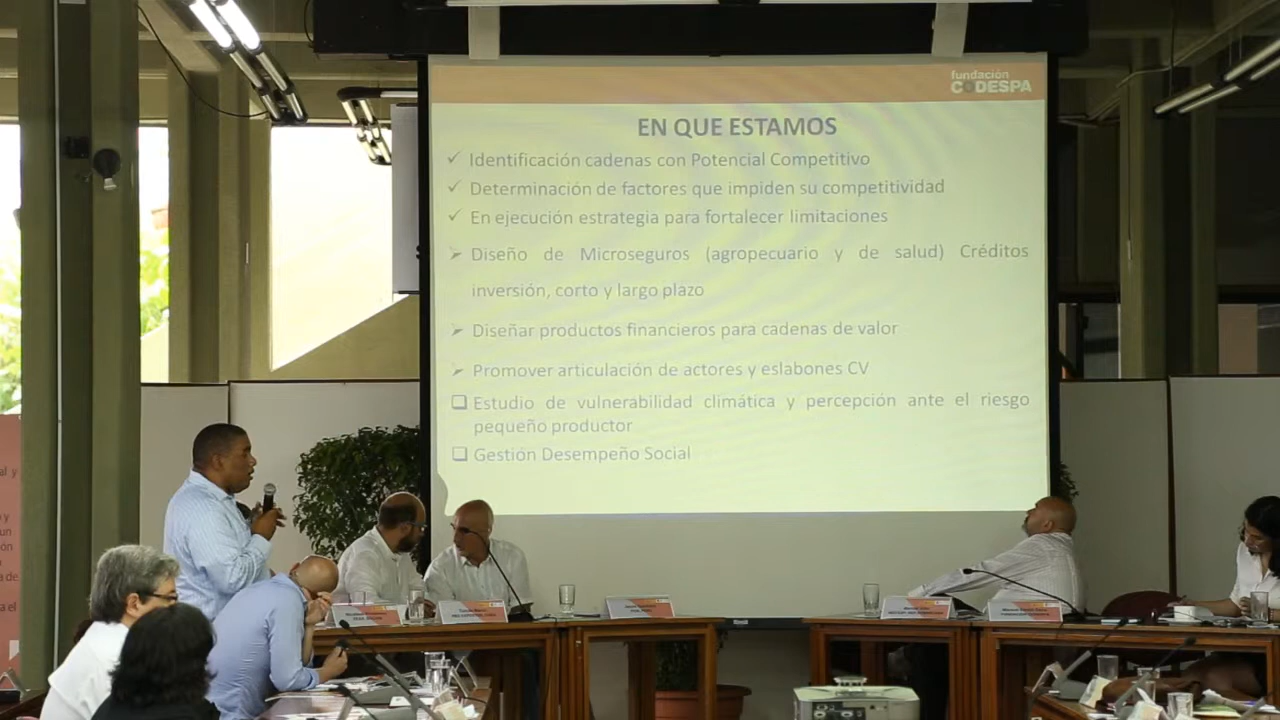 fundación
CODESPA
EN QUE ESTAMOS
✓ Identificación cadenas con Potencial Competitivo
✓ Determinación de factores que impiden su competitividad
✓ En ejecución estrategia para fortalecer limitaciones
➢ Diseño de Microseguros (agropecuario y de salud) Créditos
inversión, corto y largo plazo
➢ Diseñar productos financieros para cadenas de valor
➢ Promover articulación de actores y eslabones CV
❑ Estudio de vulnerabilidad climática y percepción ante el riesgo
pequeño productor
❑ Gestión Desempeño Social